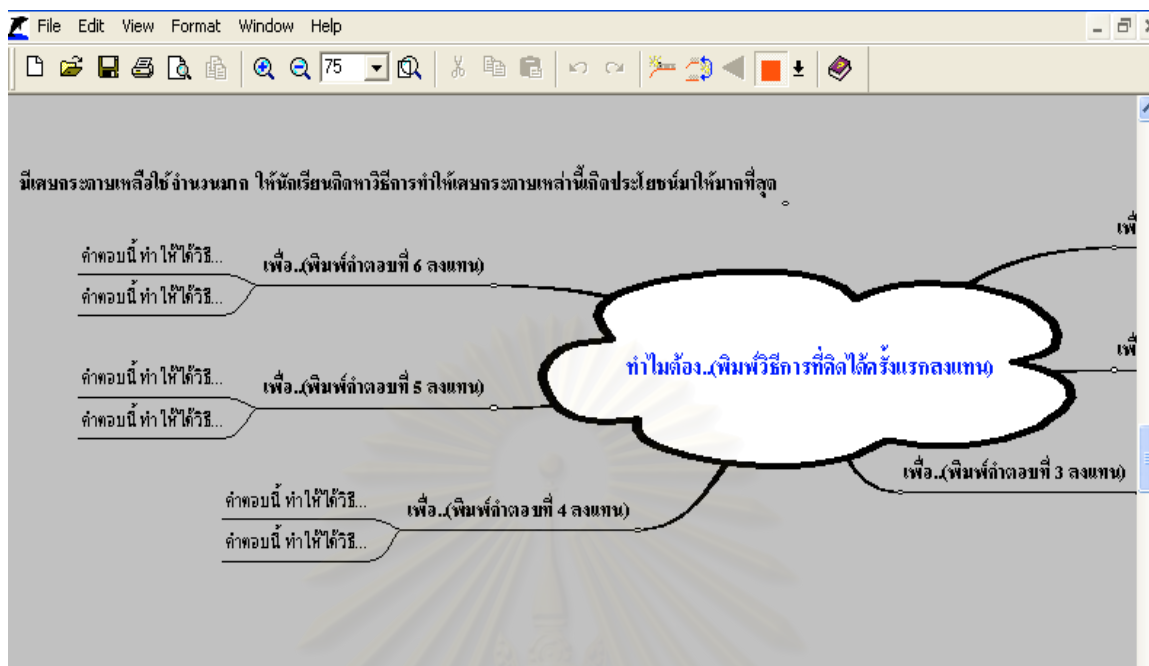 File Edit View Format Window Help
75
มีเศษกระดาษเหลือใช้จำนวนมาก ให้นักเรียนคิดหาวิธีการทำให้เศษกระดาษเหล่านี้เกิดประโยชน์มาให้มากที่สุด
เพื่
คำตอบนี้ ทำ ให้ได้วิธี...
เพื่อ..(พิมพ์คำตอบที่ 6 ลงแทน)
คำตอบนี้ ทำ ให้ได้วิธี...
ทำไมต้อง..(พิมพ์วิธีการที่คิดได้ครั้งแรกลงแทน)
เพื่
คำตอบนี้ ทำ ให้ได้วิธี...
เพื่อ..(พิมพ์คำตอบที่ 5 ลงแทน)
คำตอบนี้ ทำ ให้ได้วิธี...
เพื่อ..(พิมพ์คำตอบที่ 3 ลงแทน)
คำตอบนี้ ทำให้ได้วิธี...
เพื่อ..(พิมพ์คำตอบที่ 4 ลงแทน)
คำตอบนี้ ทำให้ได้วิธี...